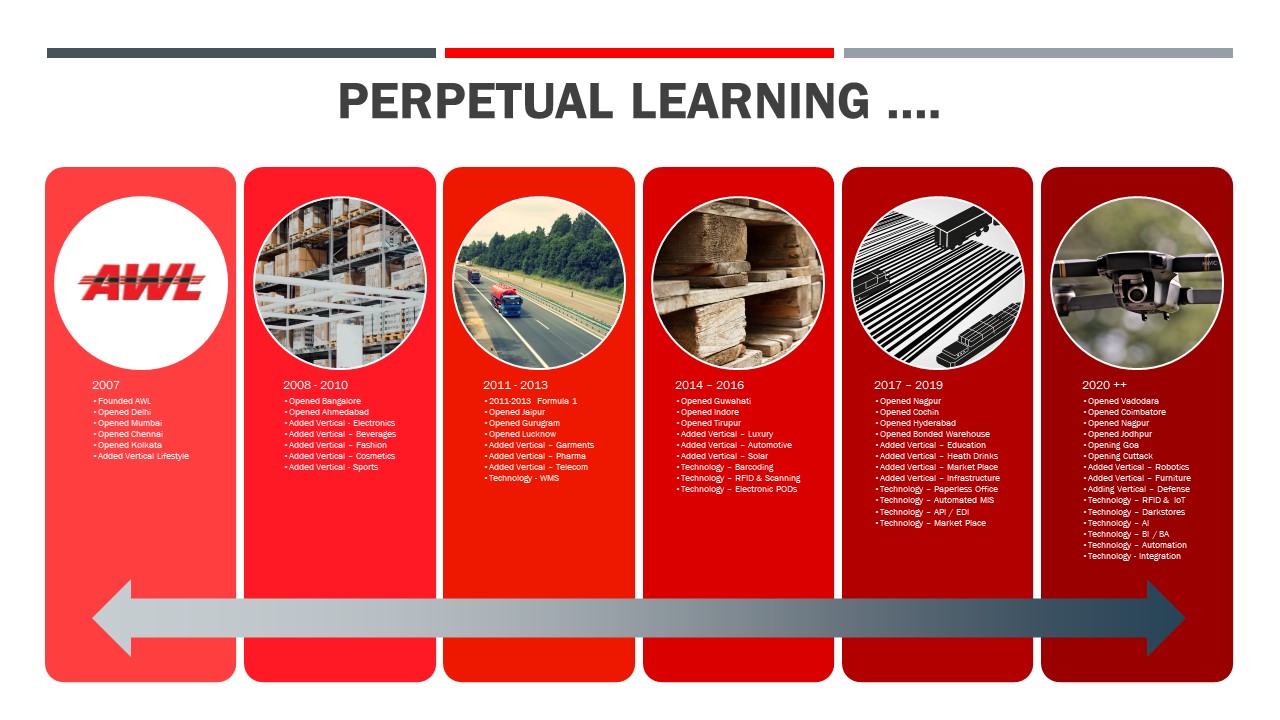 PERPETUAL LEARNING ....
AWL
2007
•Founded AWL
•Opened Delhi
•Opened Mumbai
•Opened Chennai
•Opened Kolkata
•Added Vertical Lifestyle
2008 - 2010
•Opened Bangalore
•Opened Ahmedabad
•Added Vertical - Electronics
•Added Vertical – Beverages
•Added Vertical – Fashion
•Added Vertical – Cosmetics
•Added Vertical - Sports
2011 - 2013
•2011-2013 Formula 1
•Opened Jaipur
•Opened Gurugram
•Opened Lucknow
•Added Vertical – Garments
•Added Vertical – Pharma
•Added Vertical – Telecom
•Technology - WMS
2014 – 2016
•Opened Guwahati
•Opened Indore
•Opened Tirupur
•Added Vertical – Luxury
•Added Vertical – Automotive
•Added Vertical – Solar
•Technology – Barcoding
•Technology – RFID & Scanning
•Technology – Electronic PODs
2017 – 2019
•Opened Nagpur
•Opened Cochin
•Opened Hyderabad
•Opened Bonded Warehouse
•Added Vertical – Education
•Added Vertical – Heath Drinks
•Added Vertical – Market Place
•Added Vertical – Infrastructure
•Technology – Paperless Office
•Technology – Automated MIS
•Technology – API / EDI
•Technology – Market Place
2020 ++
•Opened Vadodara
•Opened Coimbatore
•Opened Nagpur
•Opened Jodhpur
•Opening Goa
•Opening Cuttack
•Added Vertical – Robotics
•Added Vertical – Furniture
•Adding Vertical – Defense
•Technology – RFID & IoT
•Technology – Darkstores
•Technology – AI
•Technology – BI / BA
•Technology – Automation
•Technology - Integration